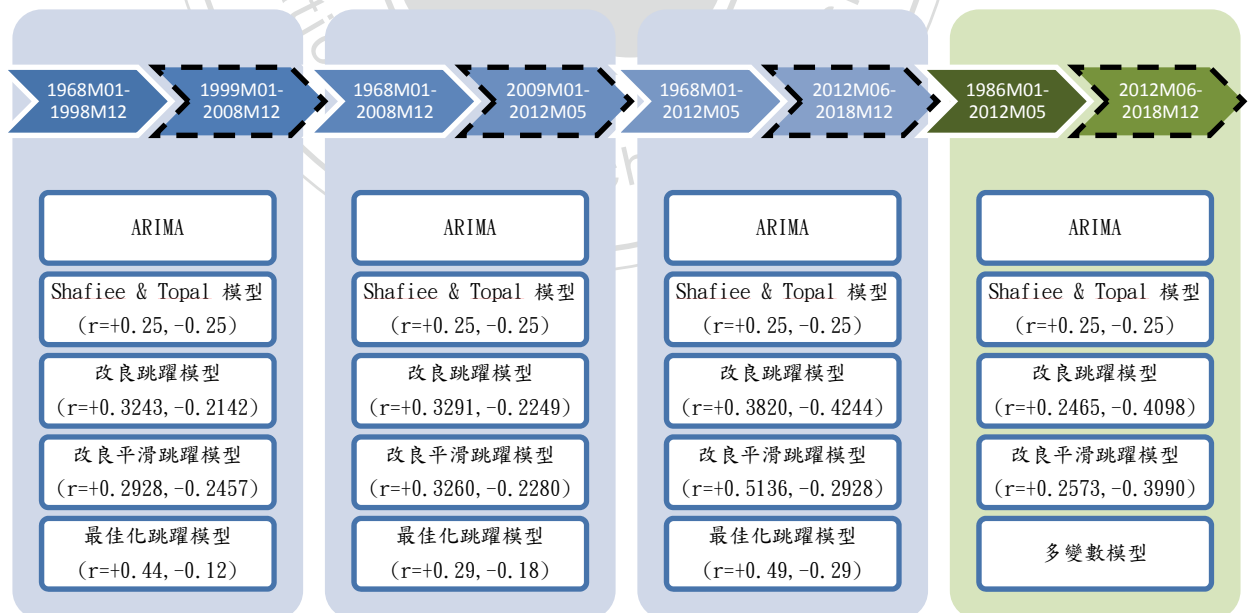 1968M01-
1998M12
1999M01-
2008M12
1968M01-
2008M12
2009M01-
2012M05
1968M01-
2012M05
2012M06-
2018M12
1986M01-
2012M05
2012M06-
2018M12
ARIMA
Shafiee & Topal 模型
(r=+0.25,-0.25)
改良跳躍模型
(r=+0.3243,-0.2142)
改良平滑跳躍模型
(r=+0.2928,-0.2457)
最佳化跳躍模型
(r=+0.44,-0.12)
ARIMA
Shafiee & Topal 模型
(r=+0.25,-0.25)
改良跳躍模型
(r=+0.3291,-0.2249)
改良平滑跳躍模型
(r=+0.3260,-0.2280)
最佳化跳躍模型
(r=+0.29,-0.18)
ARIMA
Shafiee & Topal 模型
(r=+0.25,-0.25)
改良跳躍模型
(r=+0.3820,-0.4244)
改良平滑跳躍模型
(r=+0.5136,-0.2928)
最佳化跳躍模型
(r=+0.49,-0.29)
ARIMA
Shafiee & Topal 模型
(r=+0.25,-0.25)
改良跳躍模型
(r=+0.2465,-0.4098)
改良平滑跳躍模型
(r=+0.2573,-0.3990)
多變數模型